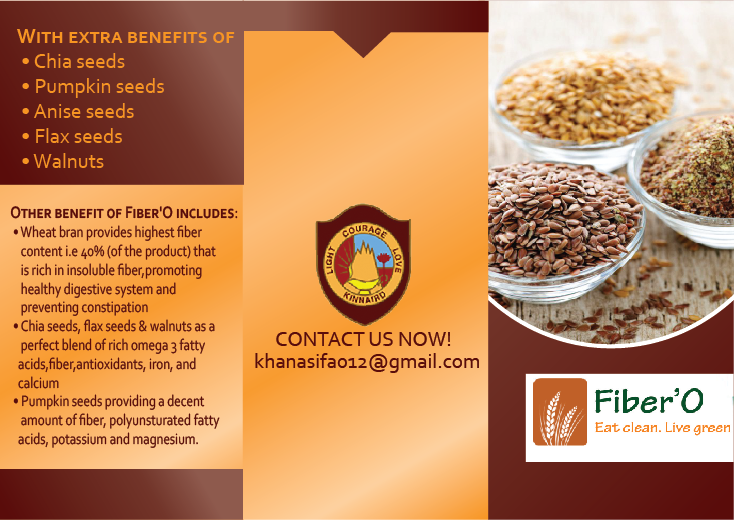 WITH EXTRA BENEFITS OF
• Chia seeds
• Pumpkin seeds
• Anise seeds
• Flax seeds
• Walnuts
OTHER BENEFIT OF FIBER'O INCLUDES:
• Wheat bran provides highest fiber
content i.e 40% (of the product) that
is rich in insoluble fiber,promoting
healthy digestive system and
preventing constipation
• Chia seeds, flax seeds & walnuts as a
perfect blend of rich omega 3 fatty
acids,fiber,antioxidants, iron, and
calcium
• Pumpkin seeds providing a decent
amount of fiber, polyunsturated fatty
acids, potassium and magnesium.
LIGHT COURAGE LOVE
KINNAIRD
CONTACT US NOW!
khanasifa012@gmail.com
Fiber'O
Eat clean. Live green